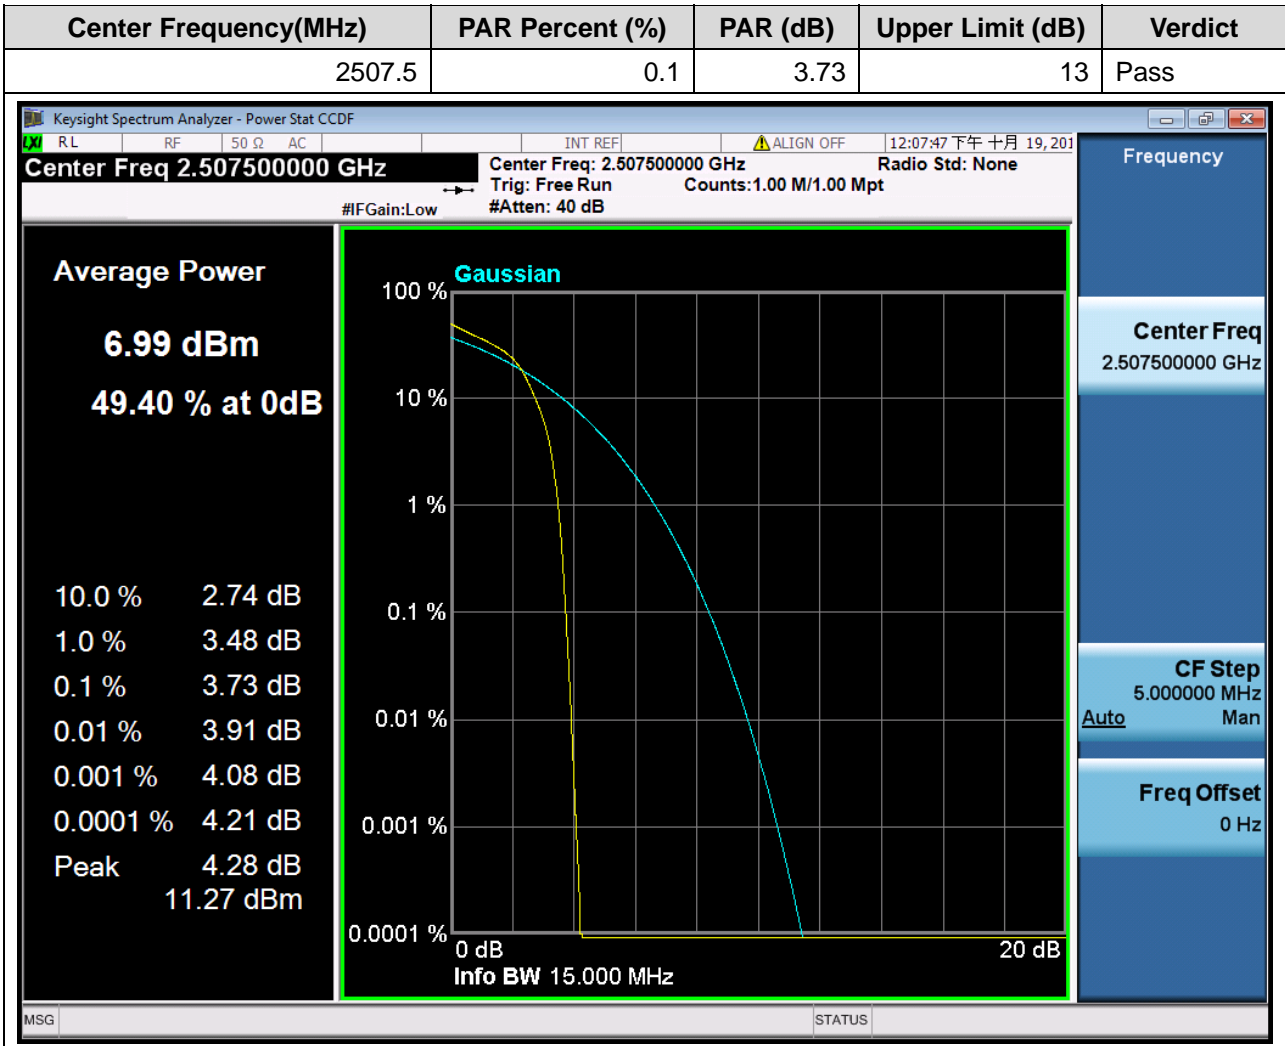 Center Frequency(MHz) PAR Percent (%) PAR (dB) Upper Limit (dB) Verdict
2507.5 0.1 3.73 13 Pass
Keysight Spectrum Analyzer - Power Stat CCDF
LXI RL RF 50 Ω AC INT REF ALIGN OFF 12:07:47 下午 十月 19, 201
Center Freq 2.507500000 GHz
Center Freq: 2.507500000 GHz Radio Std: None
Trig: Free Run Counts:1.00 M/1.00 Mpt
#IFGain:Low #Atten: 40 dB
Frequency
Average Power
6.99 dBm
49.40 % at 0dB
10.0 % 2.74 dB
1.0 % 3.48 dB
0.1 % 3.73 dB
0.01 % 3.91 dB
0.001 % 4.08 dB
0.0001 % 4.21 dB
Peak 4.28 dB
11.27 dBm
Gaussian
100 %
10 %
1 %
0.1 %
0.01 %
0.001 %
0.0001 %
0 dB 20 dB
Info BW 15.000 MHz
Center Freq
2.507500000 GHz
CF Step
5.000000 MHz
Auto Man
Freq Offset
0 Hz
MSG STATUS